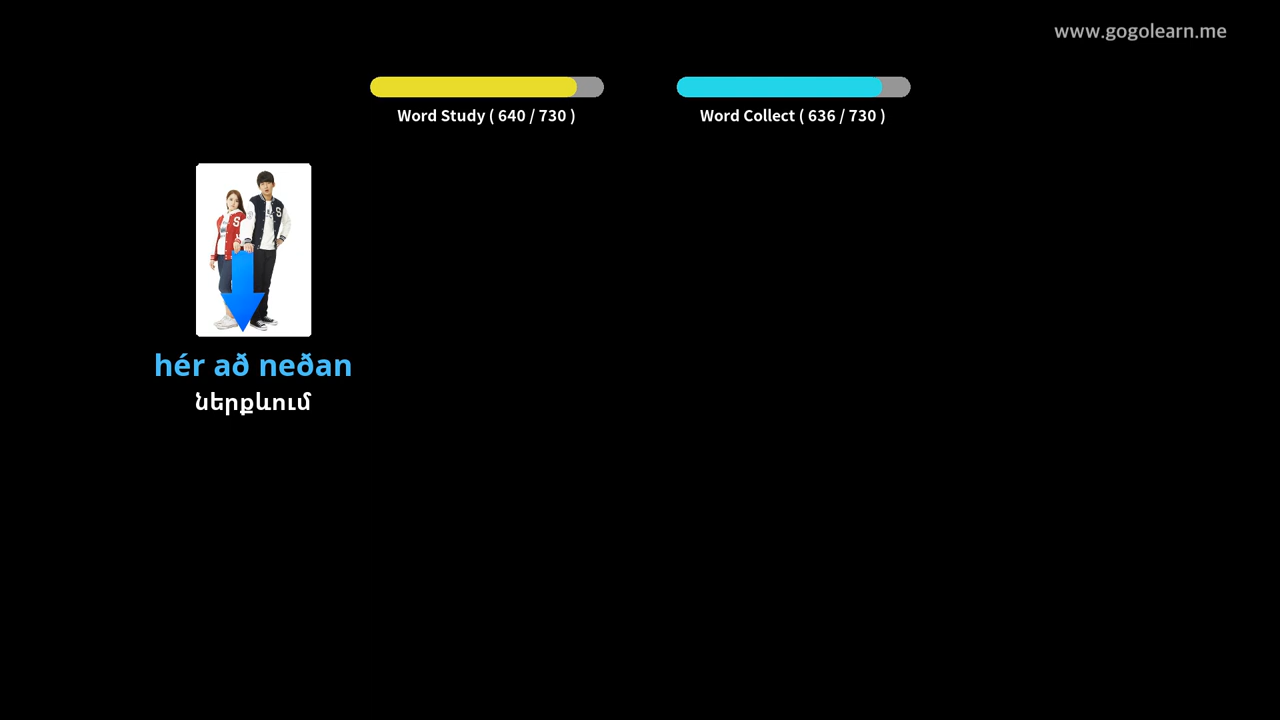 www.gogolearn.me
Word Study ( 640 / 730 )
Word Collect ( 636 / 730 )
S
S
hér að neðan
ներքևում